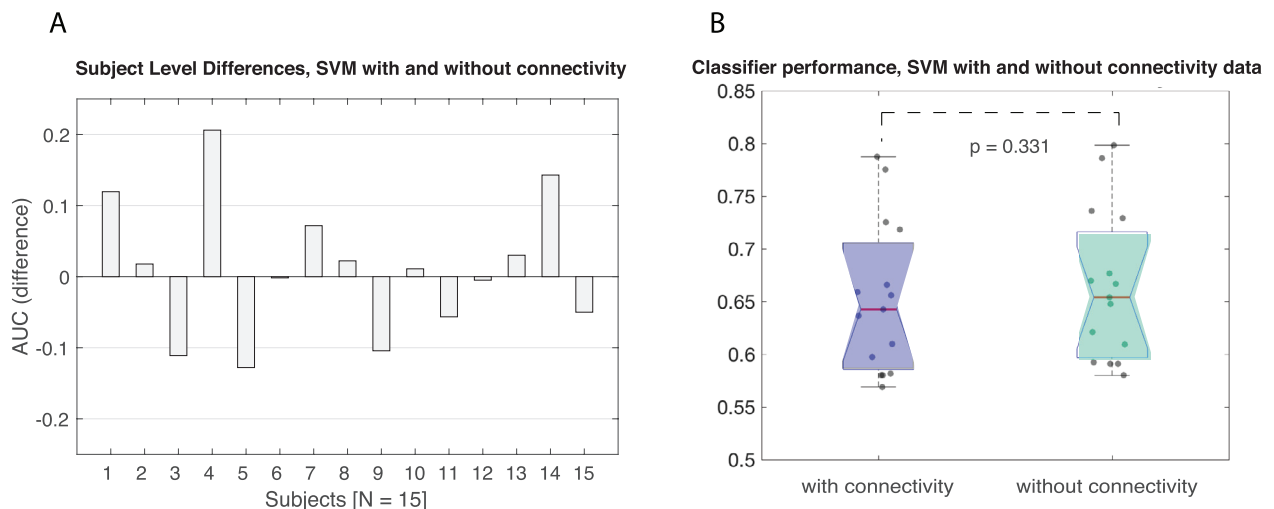 A
Subject Level Differences, SVM with and without connectivity
AUC (difference)
0.2
0.1
0
-0.1
-0.2
1 2 3 4 5 6 7 8 9 10 11 12 13 14 15
Subjects [N = 15]
B
Classifier performance, SVM with and without connectivity data
0.85
0.8
0.75
0.7
0.65
0.6
0.55
0.5
p = 0.331
with connectivity without connectivity